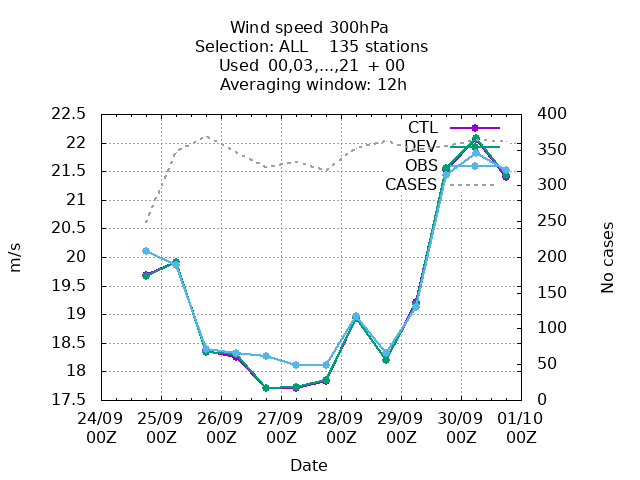 Wind speed 300hPa
Selection: ALL    135 stations
Used 00,03,...,21 + 00
Averaging window: 12h
CTL
DEV
OBS
CASES
22.5
22
21.5
21
20.5
20
19.5
19
18.5
18
17.5
m/s
400
350
300
250
200
150
100
50
0
No cases
24/09 25/09 26/09 27/09 28/09 29/09 30/09 01/10
00Z 00Z 00Z 00Z 00Z 00Z 00Z 00Z
Date